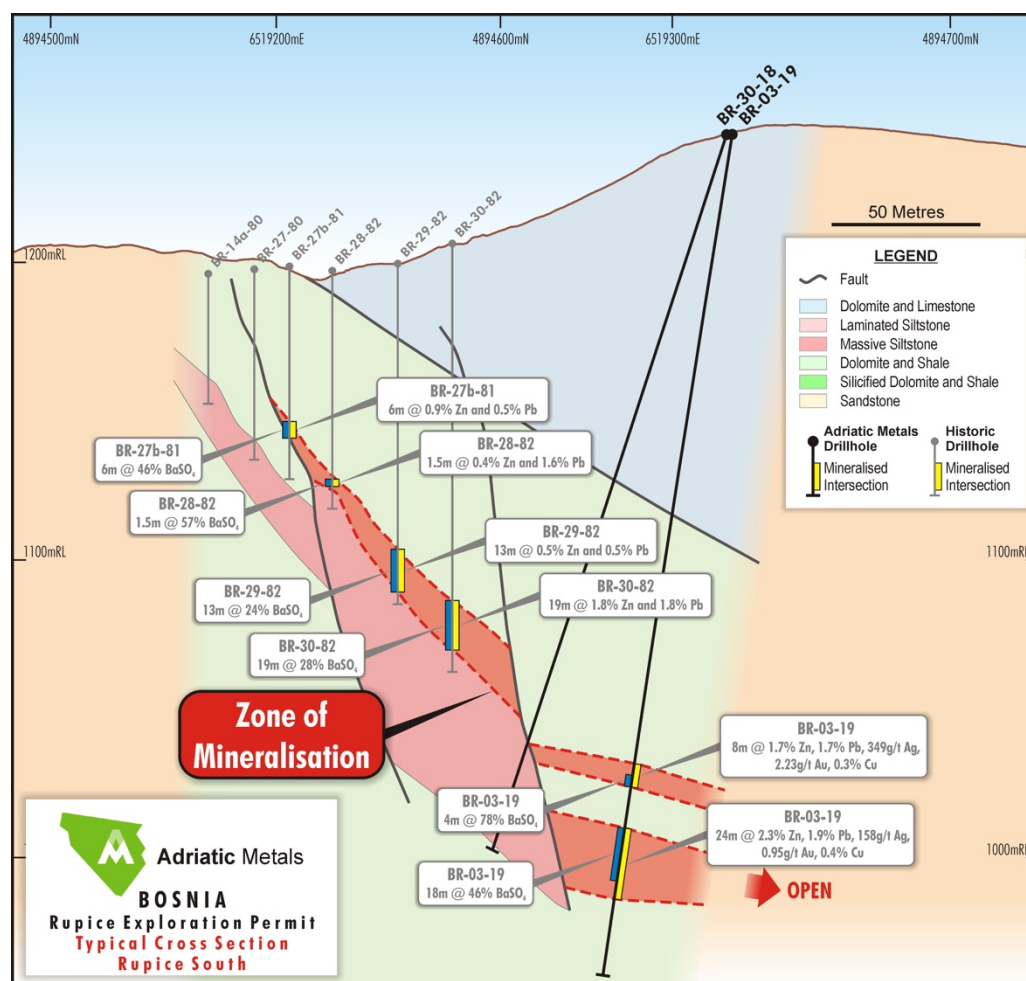 4894500mN
6519200mE
4894600mN
6519300mE
4894700mN
BR-30-18
BR-03-19
50 Metres
BR-14a-80
BR-27-80
BR-27b-81
BR-28-82
BR-29-82
BR-30-82
1200mRL
LEGEND
Fault
Dolomite and Limestone
Laminated Siltstone
Massive Siltstone
Dolomite and Shale
Silicified Dolomite and Shale
Sandstone
Adriatic Metals
Drillhole
Mineralised
Intersection
Historic
Drillhole
Mineralised
Intersection
BR-27b-81
6m @ 0.9% Zn and 0.5% Pb
BR-27b-81
6m @ 46% BaSO₄
BR-28-82
1.5m @ 0.4% Zn and 1.6% Pb
BR-28-82
1.5m @ 57% BaSO₄
BR-29-82
13m @ 0.5% Zn and 0.5% Pb
1100mRL
1100mRL
BR-29-82
13m @ 24% BaSO₄
BR-30-82
19m @ 1.8% Zn and 1.8% Pb
BR-30-82
19m @ 28% BaSO₄
Zone of
Mineralisation
BR-03-19
8m @ 1.7% Zn, 1.7% Pb, 349g/t Ag,
2.23g/t Au, 0.3% Cu
BR-03-19
4m @ 78% BaSO₄
BR-03-19
24m @ 2.3% Zn, 1.9% Pb, 158g/t Ag,
0.95g/t Au, 0.4% Cu
1000mRL
BR-03-19
18m @ 46% BaSO₄
OPEN
Adriatic Metals
BOSNIA
Rupice Exploration Permit
Typical Cross Section
Rupice South